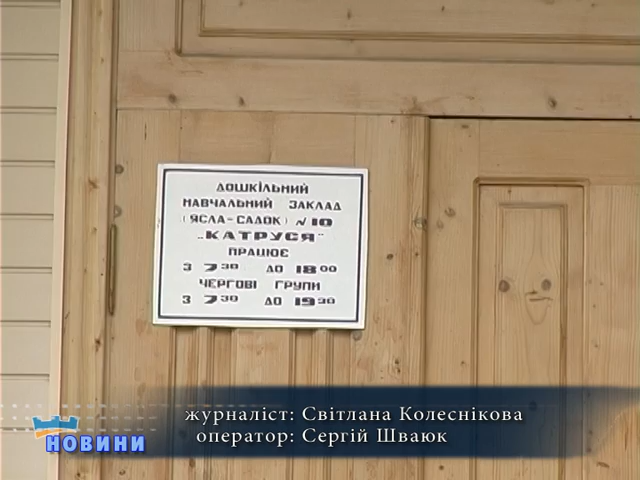 ДОШКІЛЬНИЙ
НАВЧАЛЬНИЙ ЗАКЛАД
(ЯСЛА-САДОК) №10
„КАТРУСЯ"
ПРАЦЮЄ
З 7³⁰ ДО 18⁰⁰
ЧЕРГОВІ ГРУПИ
З 7³⁰ ДО 19³⁰
журналіст: Світлана Колеснікова
оператор: Сергій Шваюк
НОВИНИ